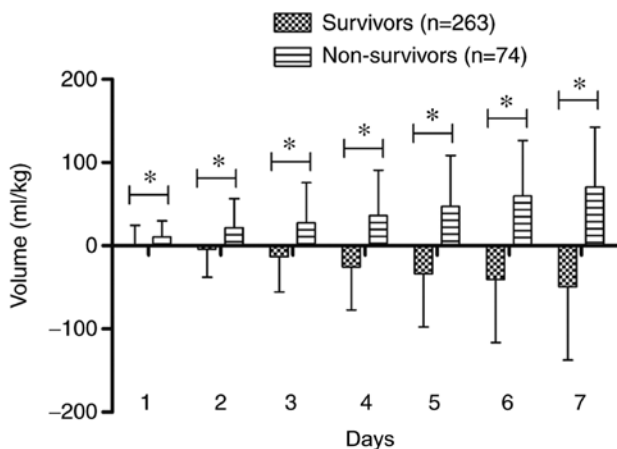 Survivors (n=263)
Non-survivors (n=74)
200
100
0
−100
−200
Volume (ml/kg)
* * * * * * *
1 2 3 4 5 6 7
Days